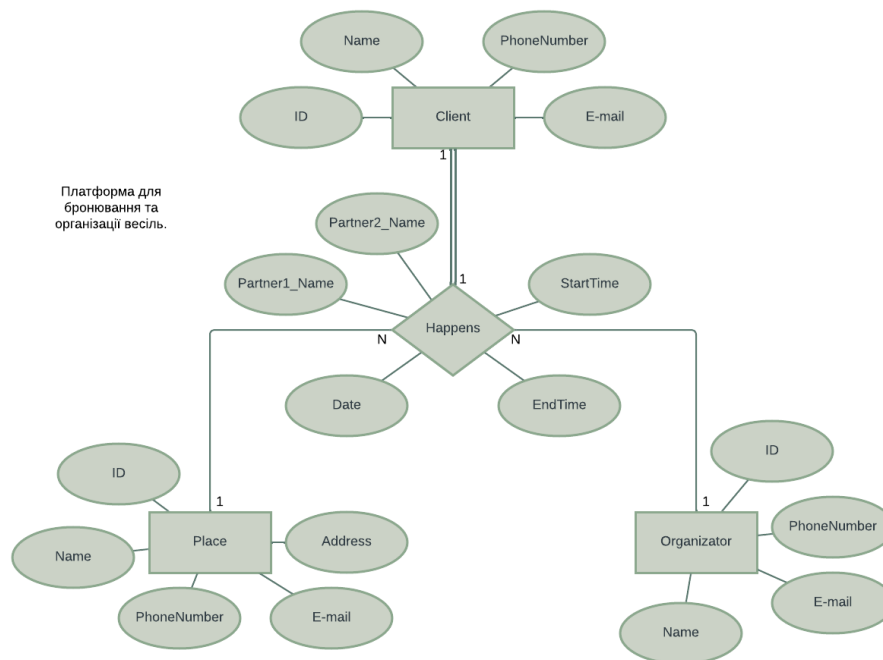 Name
PhoneNumber
ID
Client
E-mail
1
Платформа для
бронювання та
організації весіль.
Partner2_Name
Partner1_Name
1
StartTime
Happens
N
N
Date
EndTime
ID
ID
1
1
PhoneNumber
Name
Place
Address
Organizator
PhoneNumber
E-mail
E-mail
Name